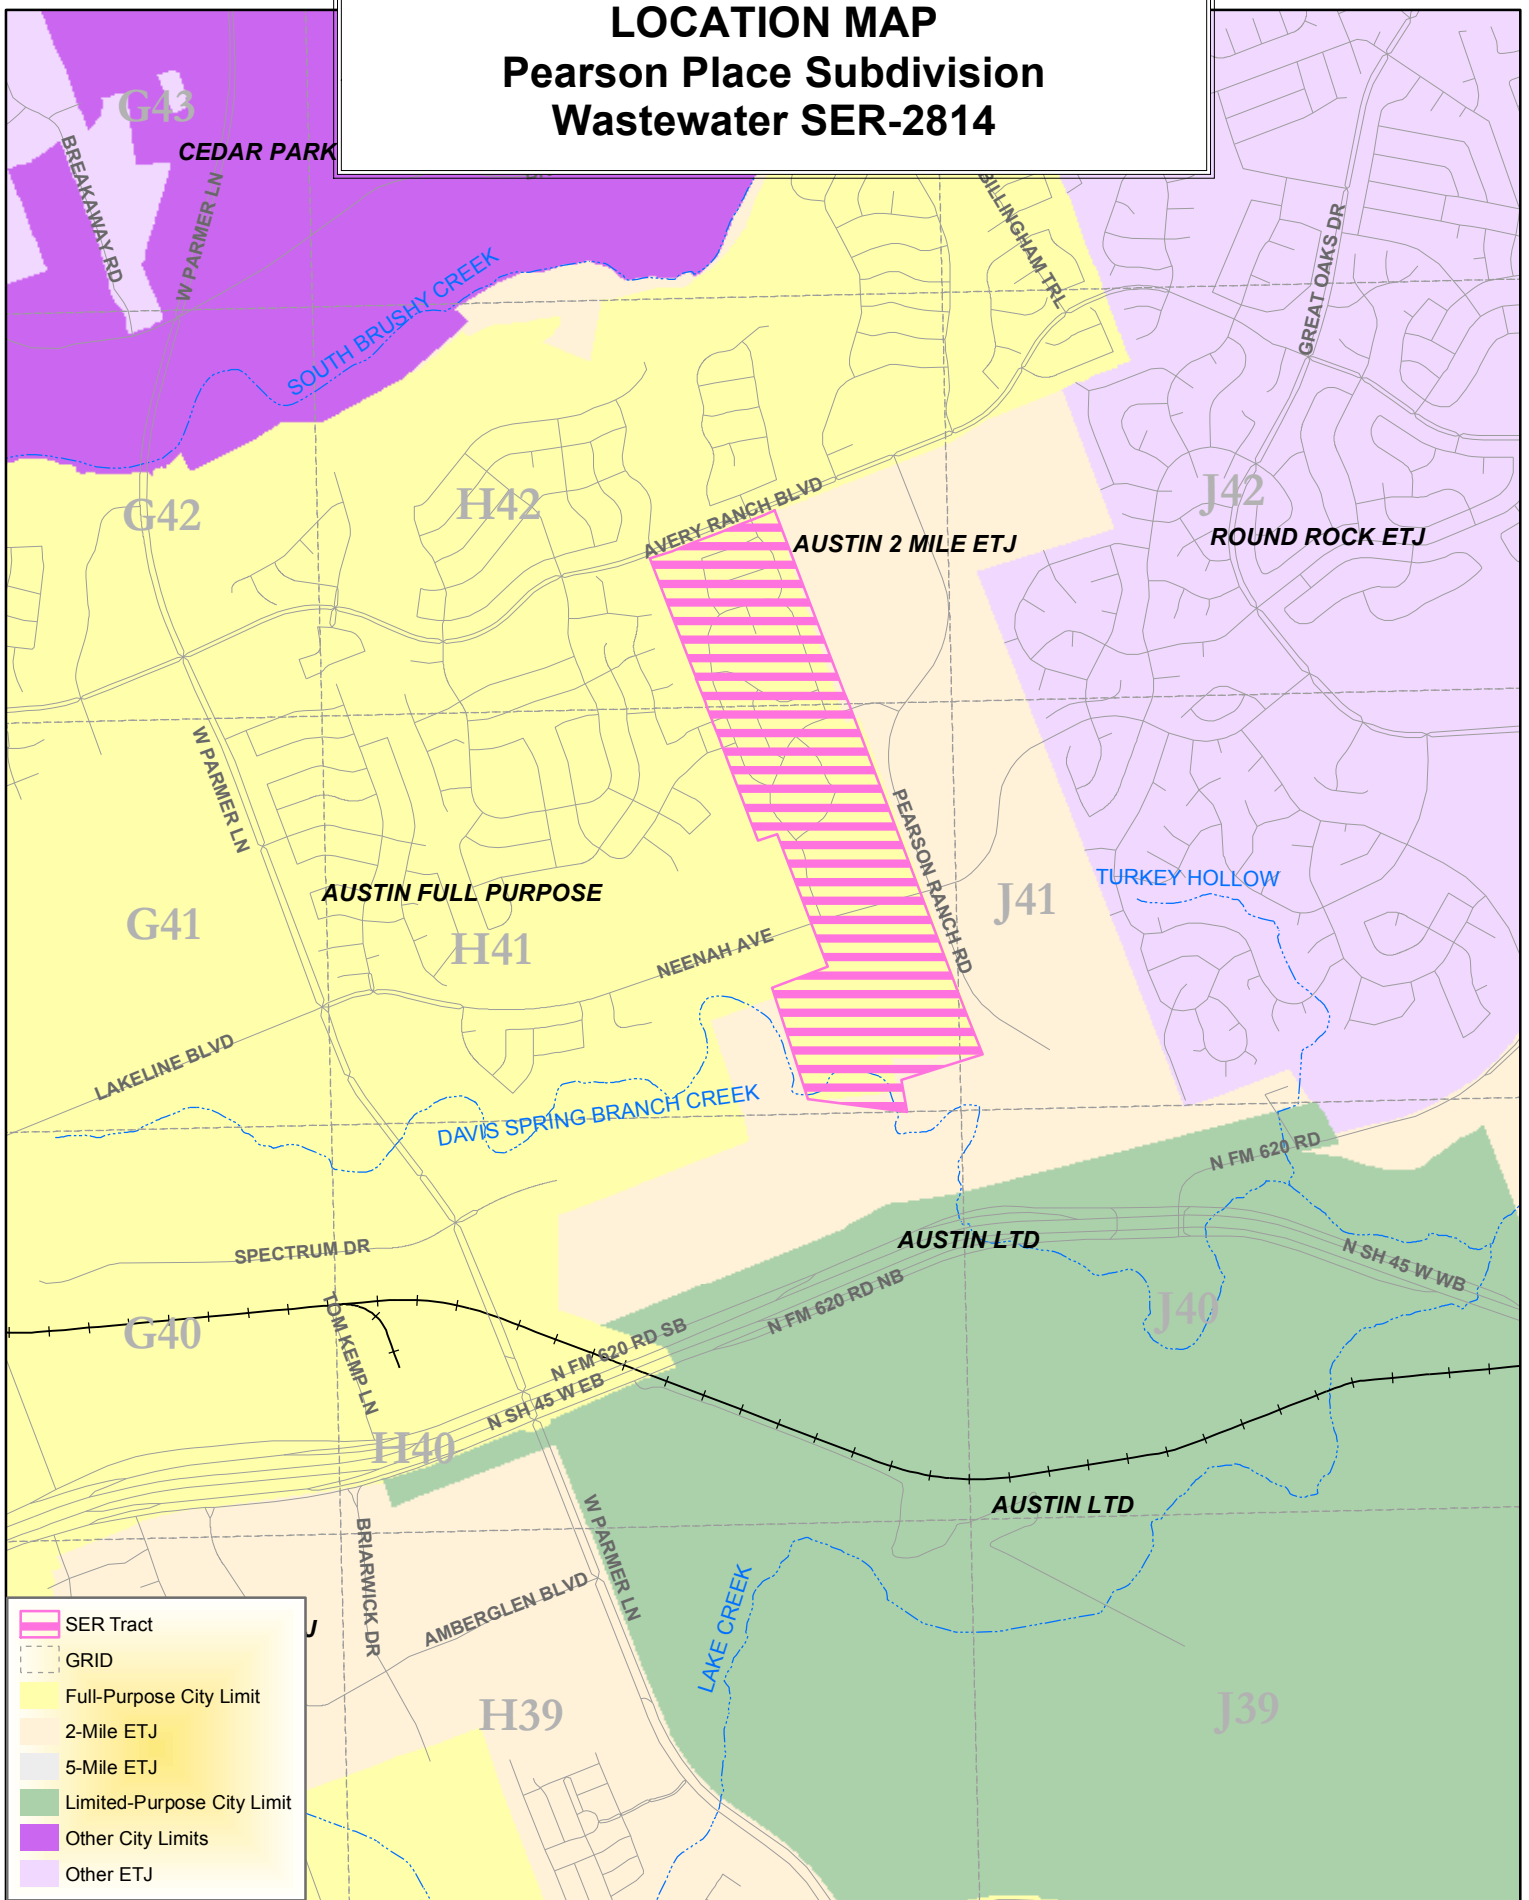 LOCATION MAP
Pearson Place Subdivision
Wastewater SER-2814
G43
CEDAR PARK
BREAKAWAY RD
W PARMER LN
SOUTH BRUSHY CREEK
BILLINGHAM TRL
GREAT OAKS DR
G42
H42
J42
AVERY RANCH BLVD
AUSTIN 2 MILE ETJ
ROUND ROCK ETJ
W PARMER LN
PEARSON RANCH RD
TURKEY HOLLOW
AUSTIN FULL PURPOSE
G41
H41
J41
NEENAH AVE
LAKELINE BLVD
DAVIS SPRING BRANCH CREEK
N FM 620 RD
AUSTIN LTD
SPECTRUM DR
N SH 45 W WB
N FM 620 RD NB
G40
TOM KEMP LN
J40
N FM 620 RD SB
N SH 45 W EB
H40
AUSTIN LTD
BRIARWICK DR
W PARMER LN
AMBERGLEN BLVD
LAKE CREEK
H39
J39
J
SER Tract
GRID
Full-Purpose City Limit
2-Mile ETJ
5-Mile ETJ
Limited-Purpose City Limit
Other City Limits
Other ETJ